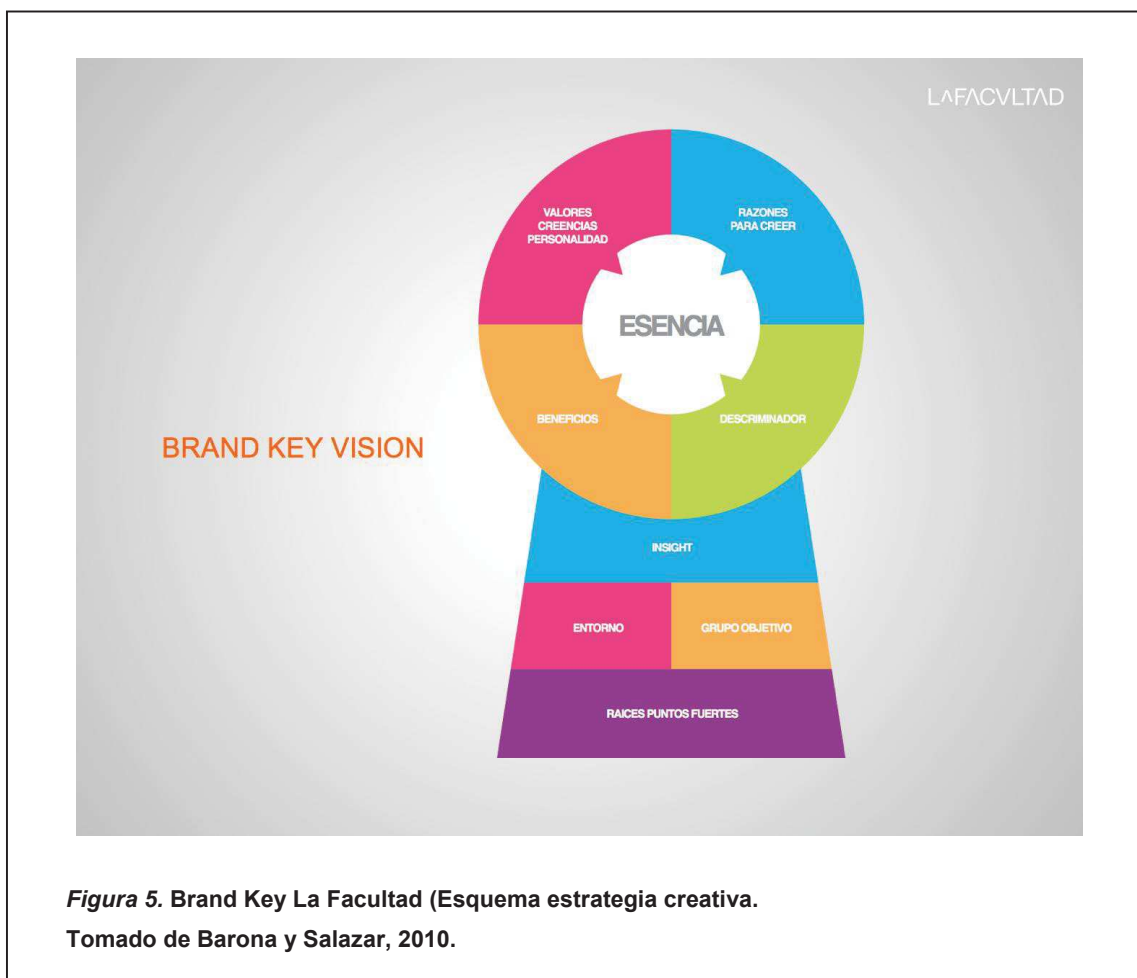 LAFACVLTAD
VALORES
CREENCIAS
PERSONALIDAD
RAZONES
PARA CREER
ESENCIA
BENEFICIOS
DESCRIMINADOR
BRAND KEY VISION
INSIGHT
ENTORNO
GRUPO OBJETIVO
RAICES PUNTOS FUERTES
Figura 5. Brand Key La Facultad (Esquema estrategia creativa.
Tomado de Barona y Salazar, 2010.